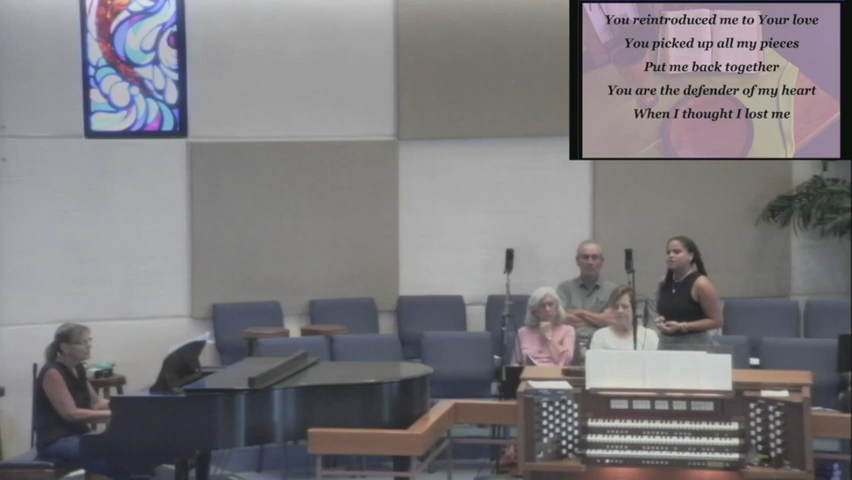 You reintroduced me to Your love
You picked up all my pieces
Put me back together
You are the defender of my heart
When I thought I lost me